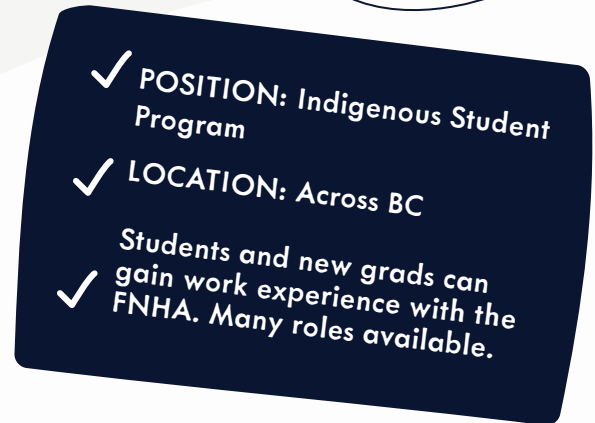 POSITION: Indigenous Student
Program
LOCATION: Across BC
Students and new grads can
gain work experience with the
FNHA. Many roles available.